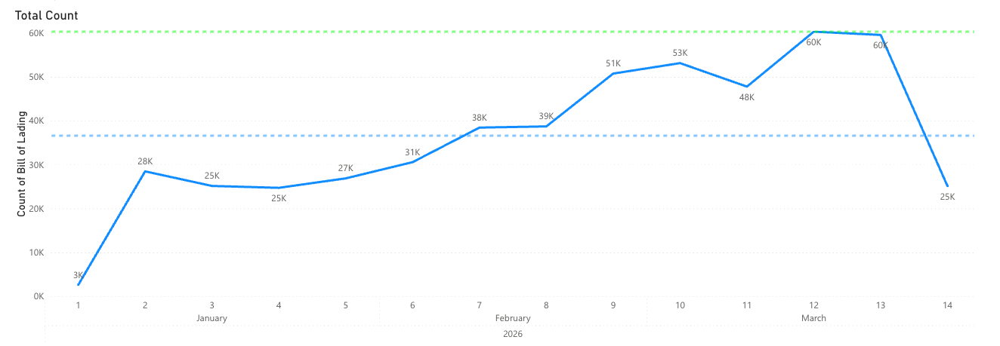 Total Count
60K
50K
40K
30K
20K
10K
0K
Count of Bill of Lading
3K
28K
25K
25K
27K
31K
38K
39K
51K
53K
48K
60K
60K
25K
1 2 3 4 5 6 7 8 9 10 11 12 13 14
January February March
2026